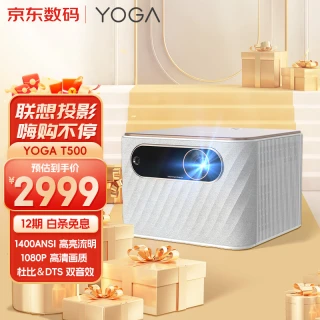 京东数码 YOGA
联想投影
嗨购不停
YOGA T500
预估到手价
¥2999
12期 白条免息
1400ANSI 高亮流明
1080P 高清画质
杜比&DTS 双音效